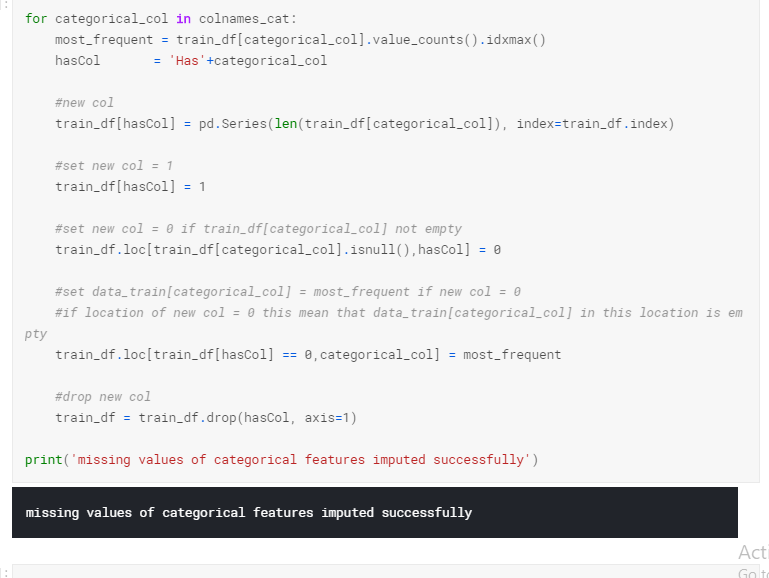 for categorical_col in colnames_cat:
    most_frequent = train_df[categorical_col].value_counts().idxmax()
    hasCol       = 'Has'+categorical_col
    #new col
    train_df[hasCol] = pd.Series(len(train_df[categorical_col]), index=train_df.index)
    #set new col = 1
    train_df[hasCol] = 1
    #set new col = 0 if train_df[categorical_col] not empty
    train_df.loc[train_df[categorical_col].isnull(),hasCol] = 0
    #set data_train[categorical_col] = most_frequent if new col = 0
    #if location of new col = 0 this mean that data_train[categorical_col] in this location is em
pty
    train_df.loc[train_df[hasCol] == 0,categorical_col] = most_frequent
    #drop new col
    train_df = train_df.drop(hasCol, axis=1)
print('missing values of categorical features imputed successfully')
missing values of categorical features imputed successfully
Acti
Go to